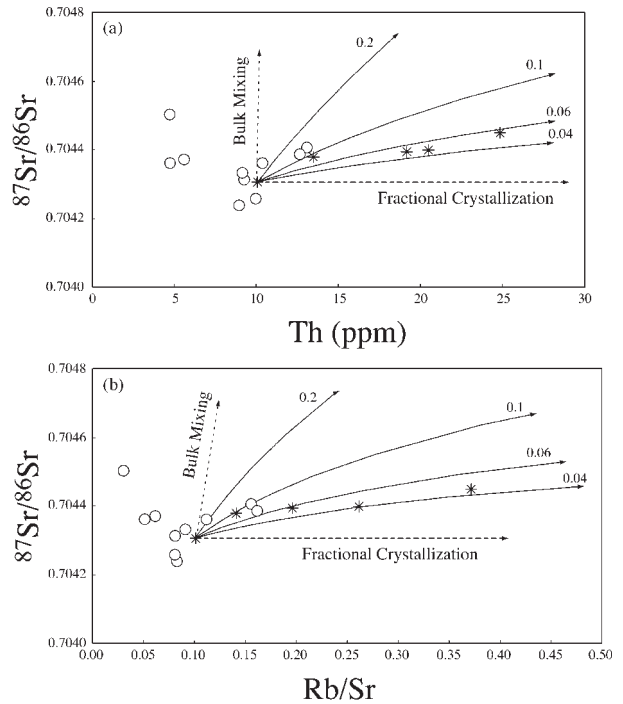 (a)
0.7048
0.7046
0.7044
0.7042
0.7040
87Sr/86Sr
Bulk Mixing
0.2
0.1
0.06
0.04
Fractional Crystallization
0 5 10 15 20 25 30
Th (ppm)
(b)
0.7048
0.7046
0.7044
0.7042
0.7040
87Sr/86Sr
Bulk Mixing
0.2
0.1
0.06
0.04
Fractional Crystallization
0.00 0.05 0.10 0.15 0.20 0.25 0.30 0.35 0.40 0.45 0.50
Rb/Sr